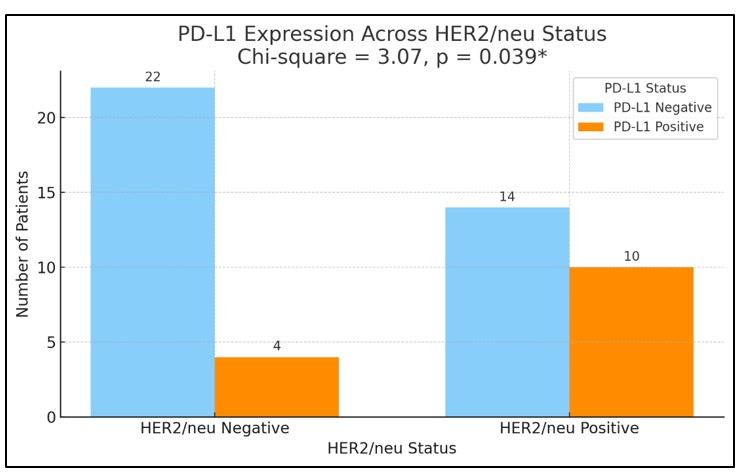 PD-L1 Expression Across HER2/neu Status
Chi-square = 3.07, p = 0.039*
PD-L1 Status
PD-L1 Negative
PD-L1 Positive
Number of Patients
20
15
10
5
0
22
4
14
10
HER2/neu Negative
HER2/neu Positive
HER2/neu Status